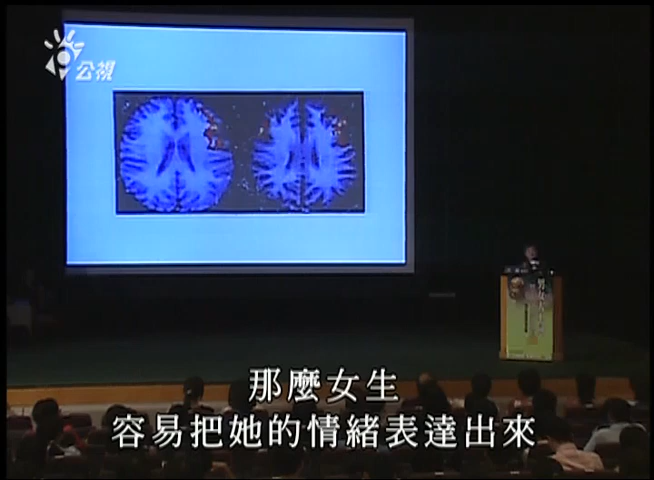 公視
那麼女生
容易把她的情緒表達出來